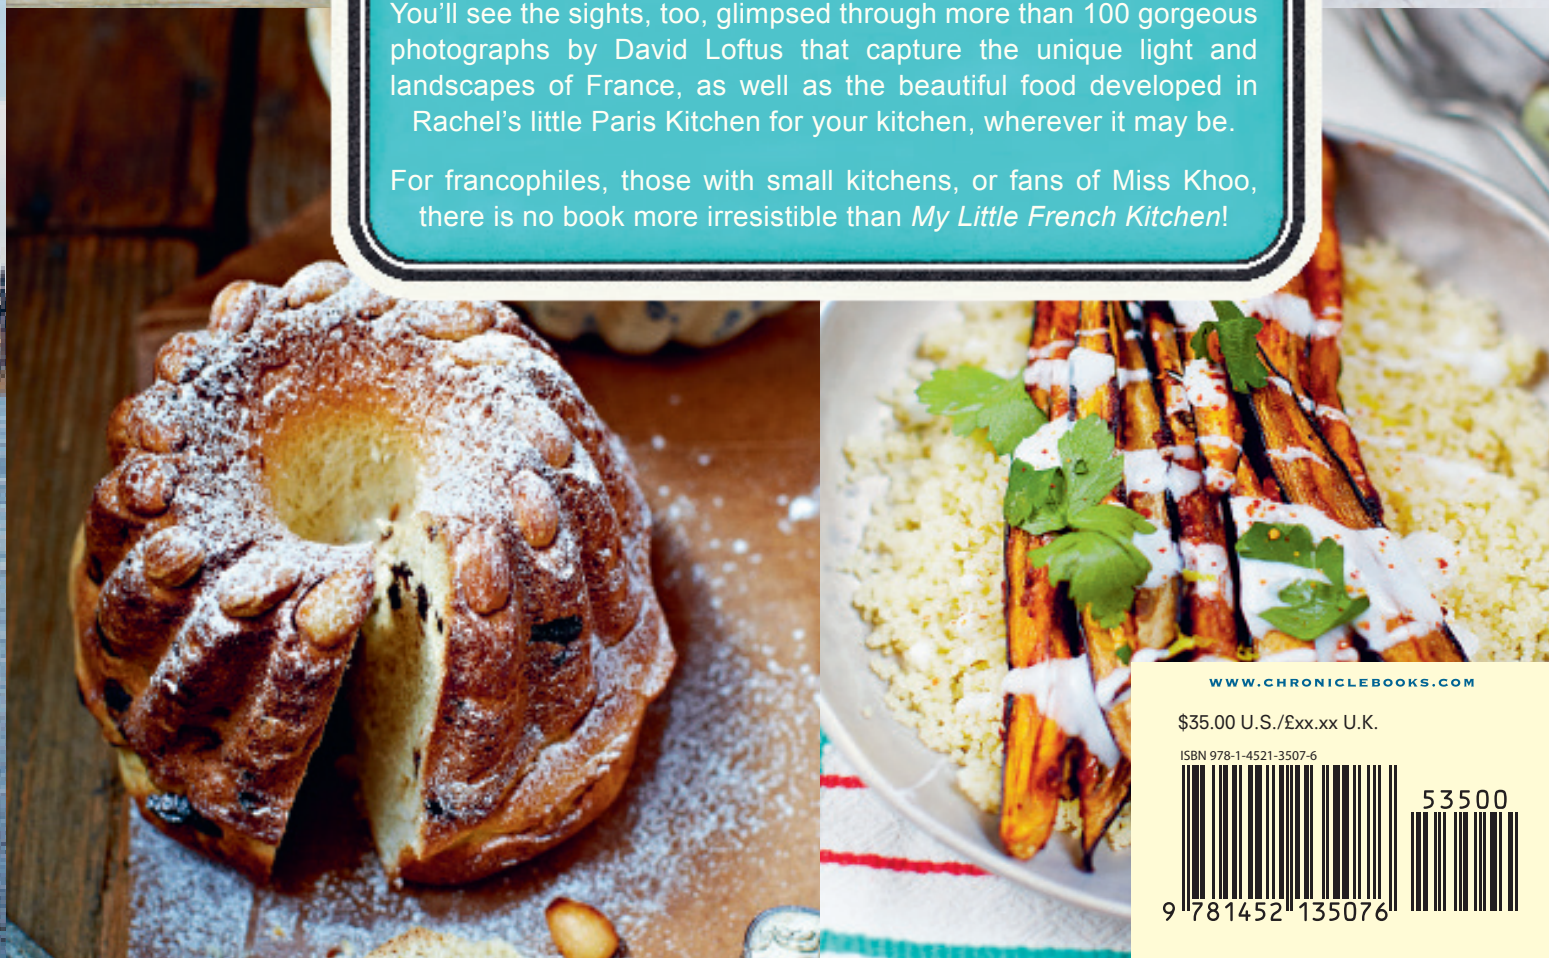 You'll see the sights, too, glimpsed through more than 100 gorgeous
photographs by David Loftus that capture the unique light and
landscapes of France, as well as the beautiful food developed in
Rachel's little Paris Kitchen for your kitchen, wherever it may be.
For francophiles, those with small kitchens, or fans of Miss Khoo,
there is no book more irresistible than My Little French Kitchen!
WWW.CHRONICLEBOOKS.COM
$35.00 U.S./£xx.xx U.K.
ISBN 978-1-4521-3507-6
53500
9 781452 135076